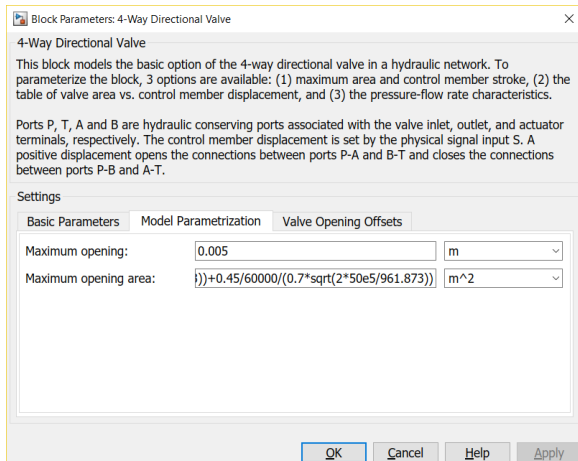 Block Parameters: 4-Way Directional Valve
4-Way Directional Valve
This block models the basic option of the 4-way directional valve in a hydraulic network. To
parameterize the block, 3 options are available: (1) maximum area and control member stroke, (2) the
table of valve area vs. control member displacement, and (3) the pressure-flow rate characteristics.
Ports P, T, A and B are hydraulic conserving ports associated with the valve inlet, outlet, and actuator
terminals, respectively. The control member displacement is set by the physical signal input S. A
positive displacement opens the connections between ports P-A and B-T and closes the connections
between ports P-B and A-T.
Settings
Basic Parameters Model Parametrization Valve Opening Offsets
Maximum opening: 0.005 m
Maximum opening area: ))+0.45/60000/(0.7*sqrt(2*50e5/961.873)) m^2
OK Cancel Help Apply